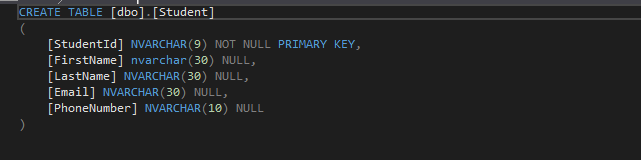 CREATE TABLE [dbo].[Student]
(
[StudentId] NVARCHAR(9) NOT NULL PRIMARY KEY,
[FirstName] nvarchar(30) NULL,
[LastName] NVARCHAR(30) NULL,
[Email] NVARCHAR(30) NULL,
[PhoneNumber] NVARCHAR(10) NULL
)